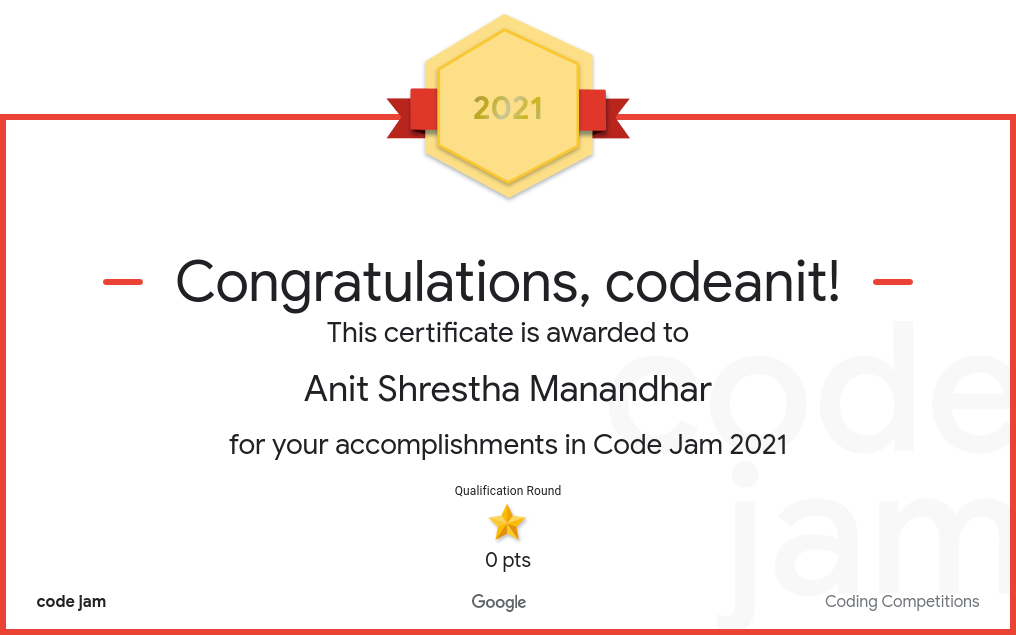 2021
Congratulations, codeanit!
This certificate is awarded to
Anit Shrestha Manandhar
for your accomplishments in Code Jam 2021
Qualification Round
0 pts
code jam
Google
Coding Competitions
code
jam